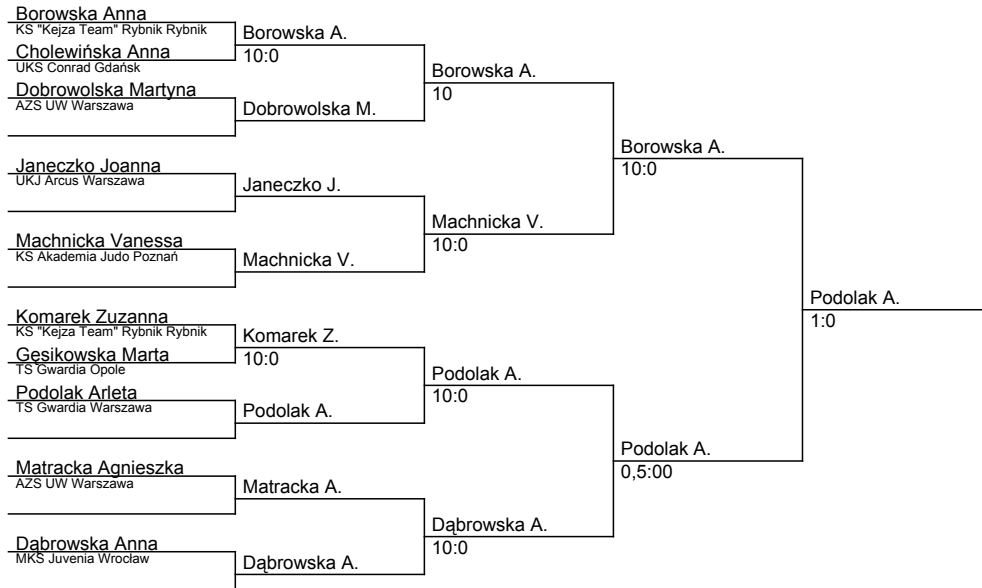 Borowska Anna
KS "Kejza Team" Rybnik Rybnik
Borowska A.
Cholewińska Anna
10:0
UKS Conrad Gdańsk
Borowska A.
Dobrowolska Martyna
10
AZS UW Warszawa
Dobrowolska M.
Borowska A.
Janeczko Joanna
10:0
UKJ Arcus Warszawa
Janeczko J.
Machnicka V.
Machnicka Vanessa
10:0
KS Akademia Judo Poznań
Machnicka V.
Podolak A.
Komarek Zuzanna
1:0
KS "Kejza Team" Rybnik Rybnik
Komarek Z.
Gęsikowska Marta
10:0
TS Gwardia Opole
Podolak A.
Podolak Arleta
10:0
TS Gwardia Warszawa
Podolak A.
Podolak A.
Matracka Agnieszka
0,5:00
AZS UW Warszawa
Matracka A.
Dąbrowska A.
Dąbrowska Anna
10:0
MKS Juvenia Wrocław
Dąbrowska A.